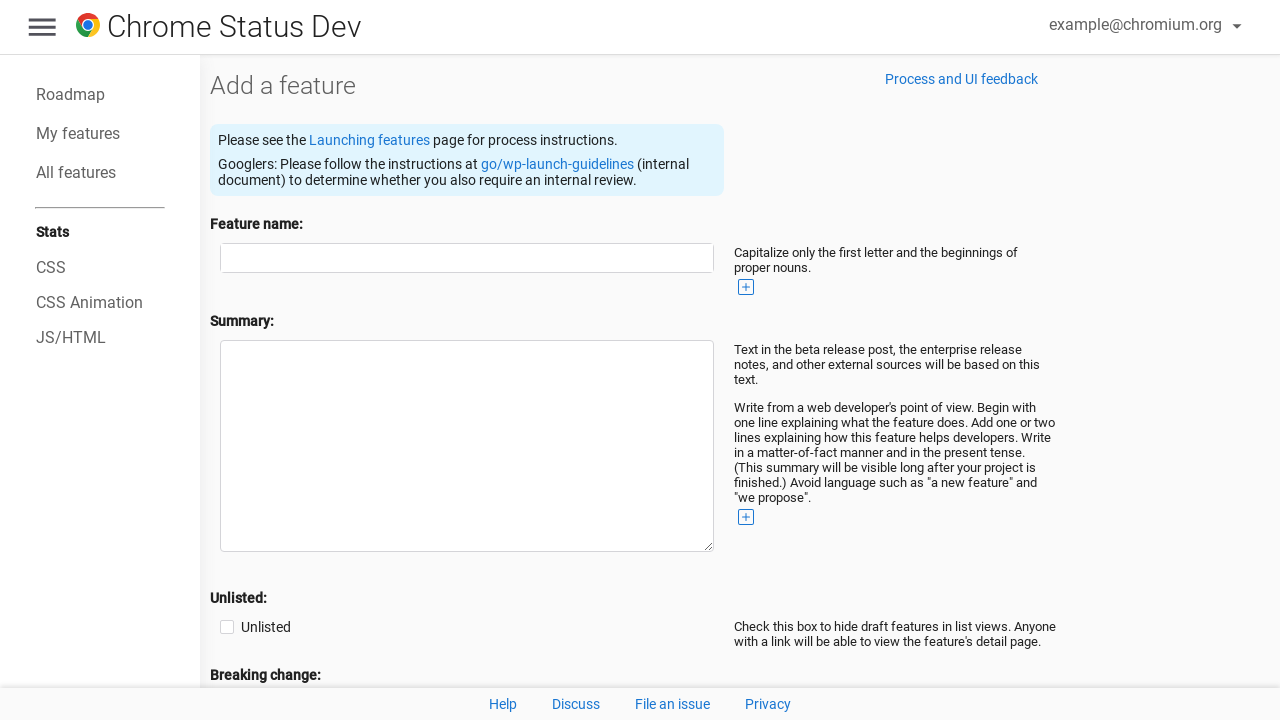 Chrome Status Dev
example@chromium.org
Roadmap
My features
All features
Stats
CSS
CSS Animation
JS/HTML
Add a feature
Process and UI feedback
Please see the Launching features page for process instructions.
Googlers: Please follow the instructions at go/wp-launch-guidelines (internal
document) to determine whether you also require an internal review.
Feature name:
Capitalize only the first letter and the beginnings of
proper nouns.
Summary:
Text in the beta release post, the enterprise release
notes, and other external sources will be based on this
text.
Write from a web developer's point of view. Begin with
one line explaining what the feature does. Add one or two
lines explaining how this feature helps developers. Write
in a matter-of-fact manner and in the present tense.
(This summary will be visible long after your project is
finished.) Avoid language such as "a new feature" and
"we propose".
Unlisted:
Unlisted
Check this box to hide draft features in list views. Anyone
with a link will be able to view the feature's detail page.
Breaking change:
Help Discuss File an issue Privacy